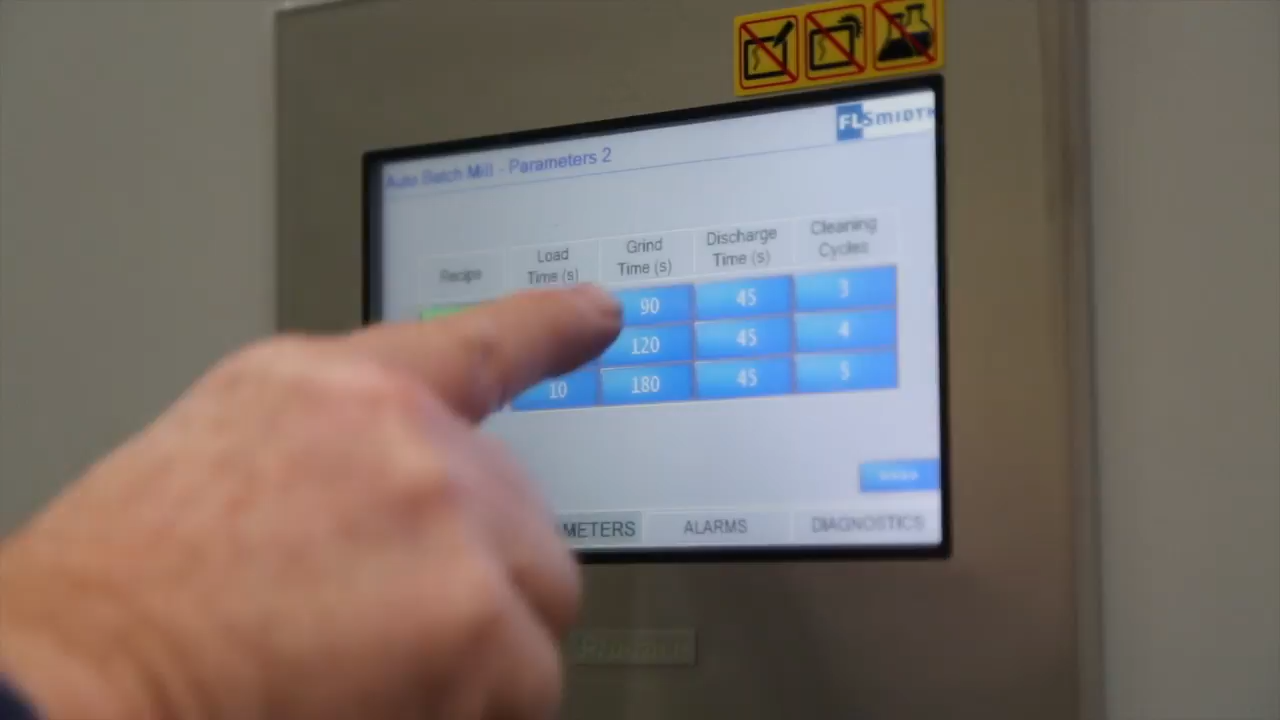 FLSMIDTH
Auto Batch Mill - Parameters 2
Recipe
Load
Time (s)
Grind
Time (s)
Discharge
Time (s)
Cleaning
Cycles
90 45 3
120 45 4
10 180 45 5
METERS ALARMS DIAGNOSTICS